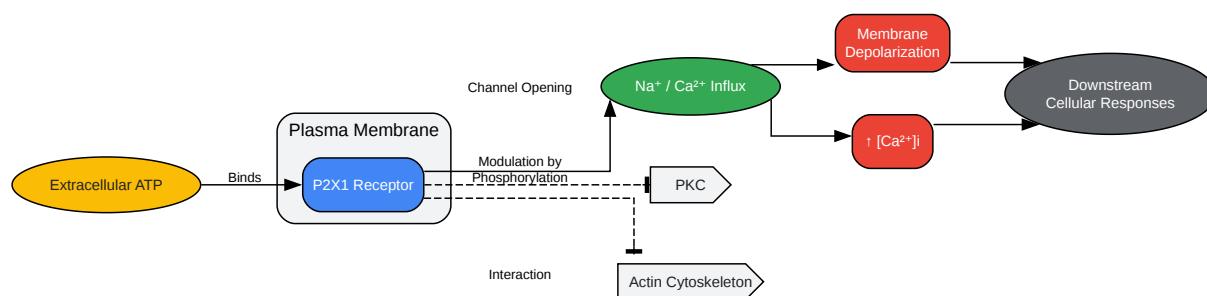 Membrane
Depolarization
Channel Opening
Na⁺ / Ca²⁺ Influx
Downstream
Cellular Responses
Plasma Membrane
↑ [Ca²⁺]i
Modulation by
Phosphorylation
Extracellular ATP
Binds
P2X1 Receptor
PKC
Interaction
Actin Cytoskeleton